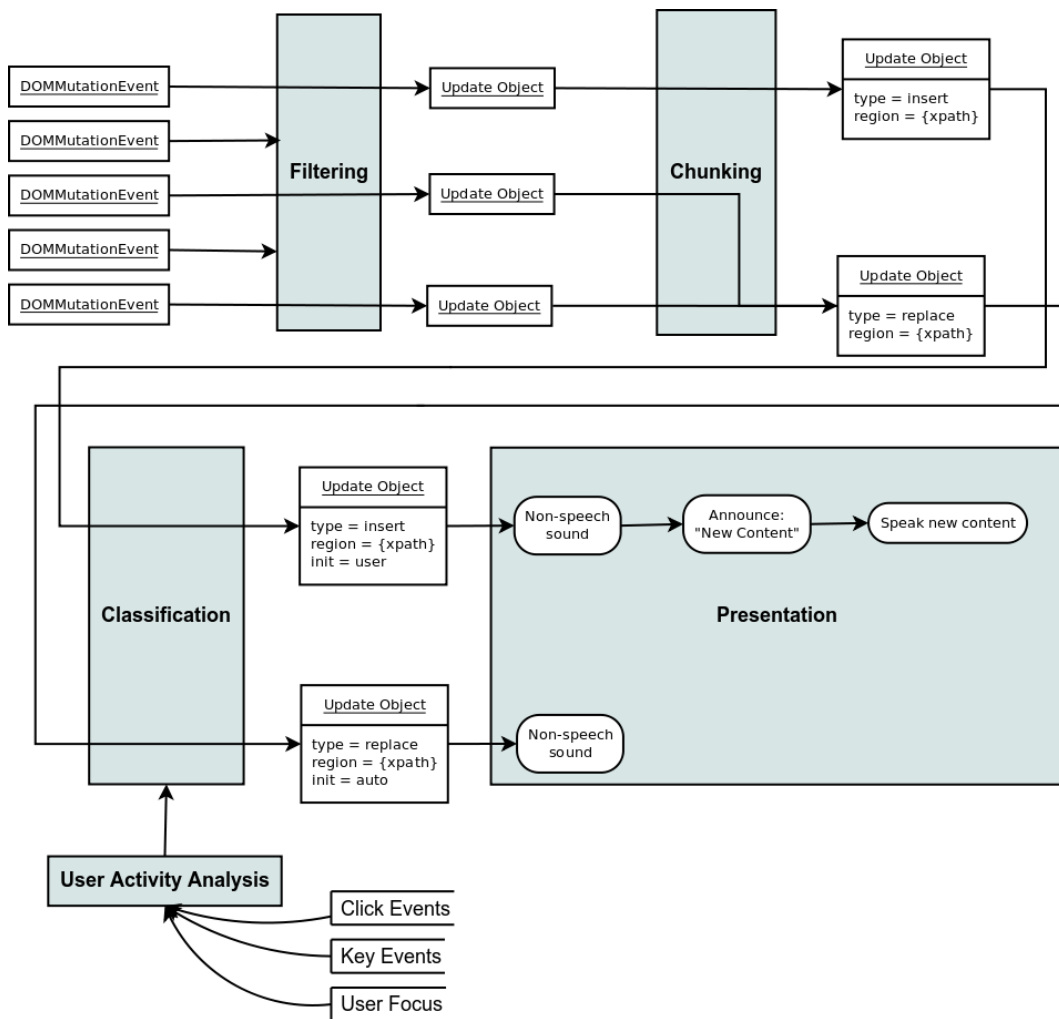 DOMMutationEvent
DOMMutationEvent
DOMMutationEvent
DOMMutationEvent
DOMMutationEvent
Filtering
Update Object
Update Object
Update Object
Chunking
Update Object
type = insert
region = {xpath}
Update Object
type = replace
region = {xpath}
Classification
Update Object
type = insert
region = {xpath}
init = user
Update Object
type = replace
region = {xpath}
init = auto
Non-speech
sound
Announce:
"New Content"
Speak new content
Presentation
Non-speech
sound
User Activity Analysis
Click Events
Key Events
User Focus